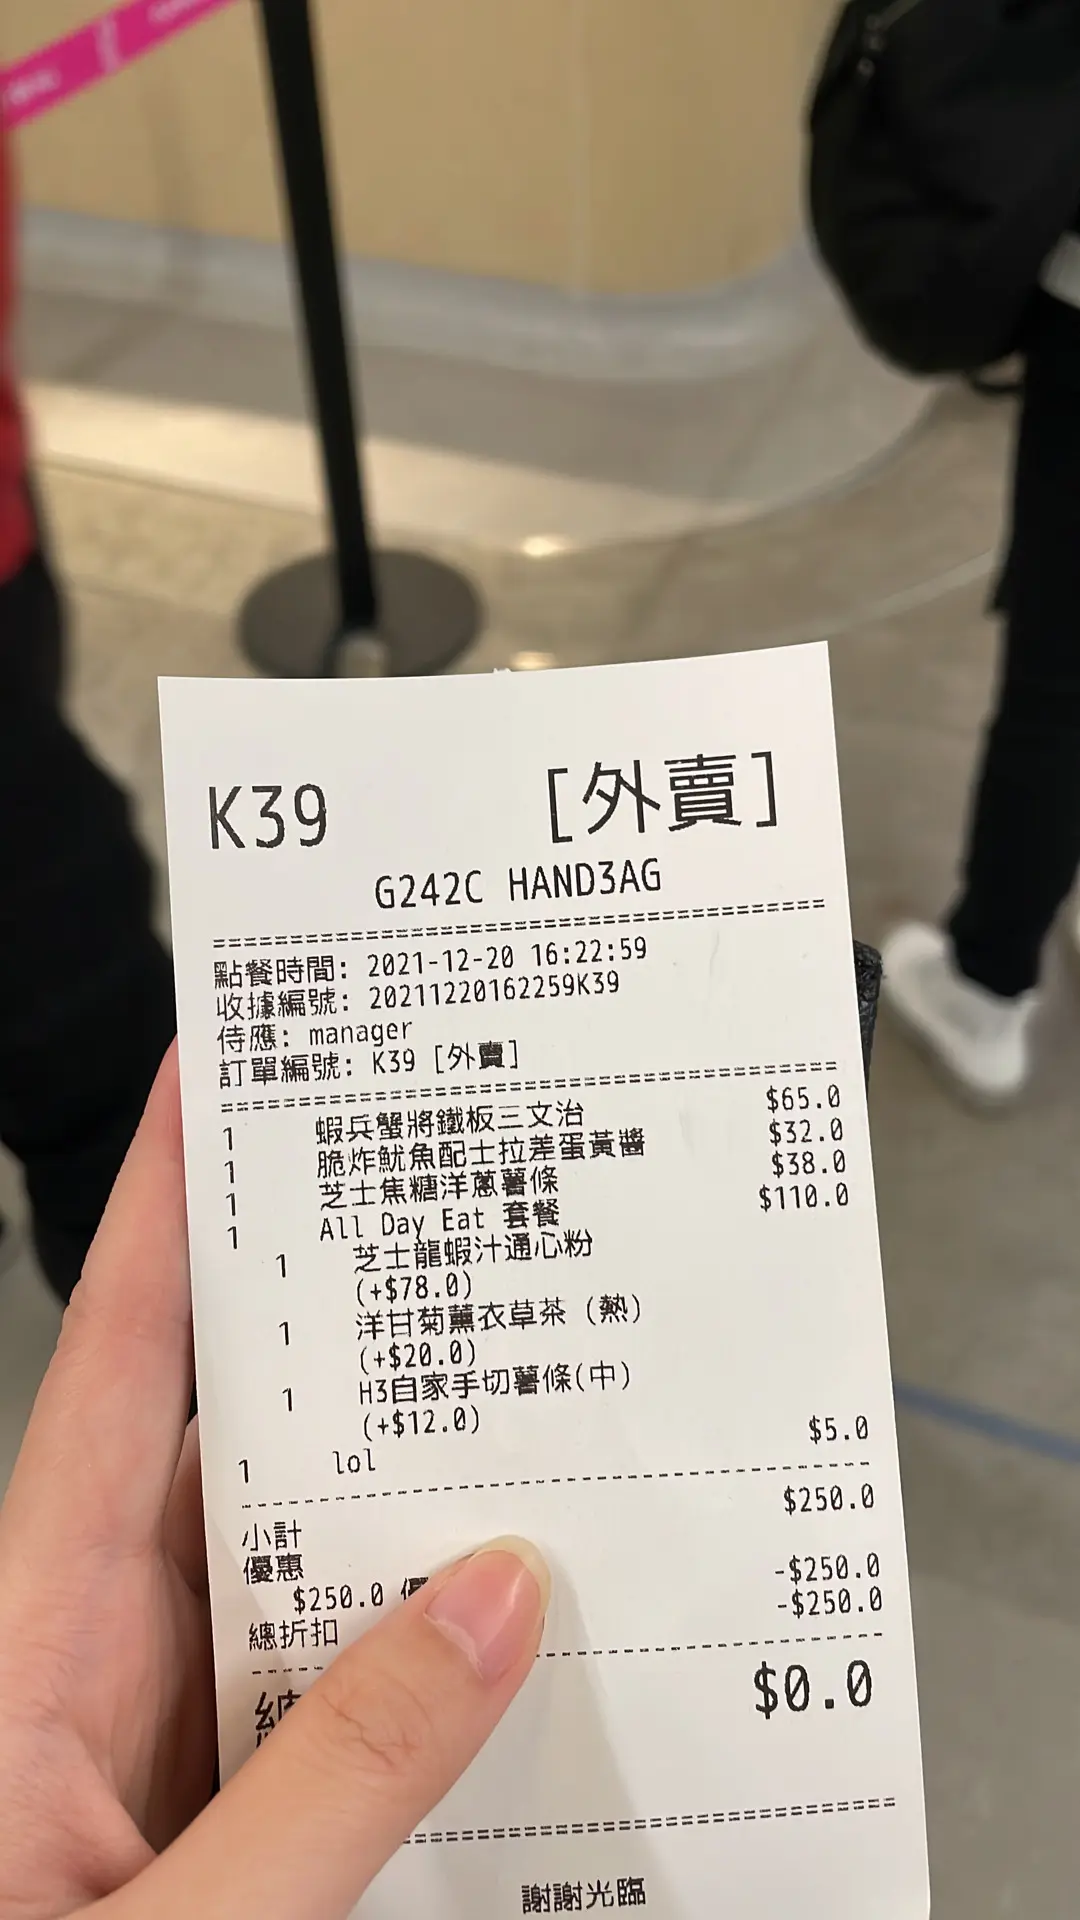 K39 [外賣]
G242C HAND3AG
點餐時間: 2021-12-20 16:22:59
收據編號: 20211220162259K39
侍應: manager
訂單編號: K39 [外賣]
1 蝦兵蟹將鐵板三文治 $65.0
1 脆炸魷魚配士拉差蛋黃醬 $32.0
1 芝士焦糖洋蔥薯條 $38.0
1 All Day Eat 套餐 $110.0
1 芝士龍蝦汁通心粉
(+$78.0)
1 洋甘菊薰衣草茶 (熱)
(+$20.0)
1 H3自家手切薯條(中)
(+$12.0)
1 lol $5.0
小計 $250.0
優惠
$250.0 -$250.0
總折扣 -$250.0
$0.0
謝謝光臨